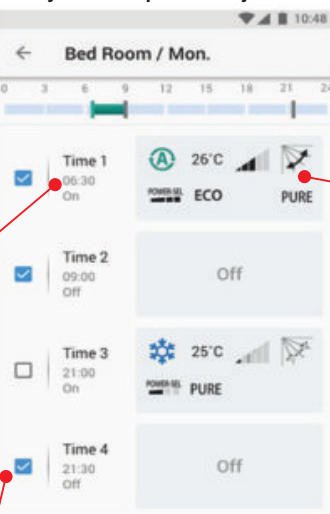 10:48
Bed Room / Mon.
0 3 6 9 12 15 18 21 24
Time 1
06:30
On
A 26°C
POWER-SEL ECO PURE
Time 2
09:00
Off
Off
Time 3
21:00
On
25°C
POWER-SEL PURE
Time 4
21:30
Off
Off